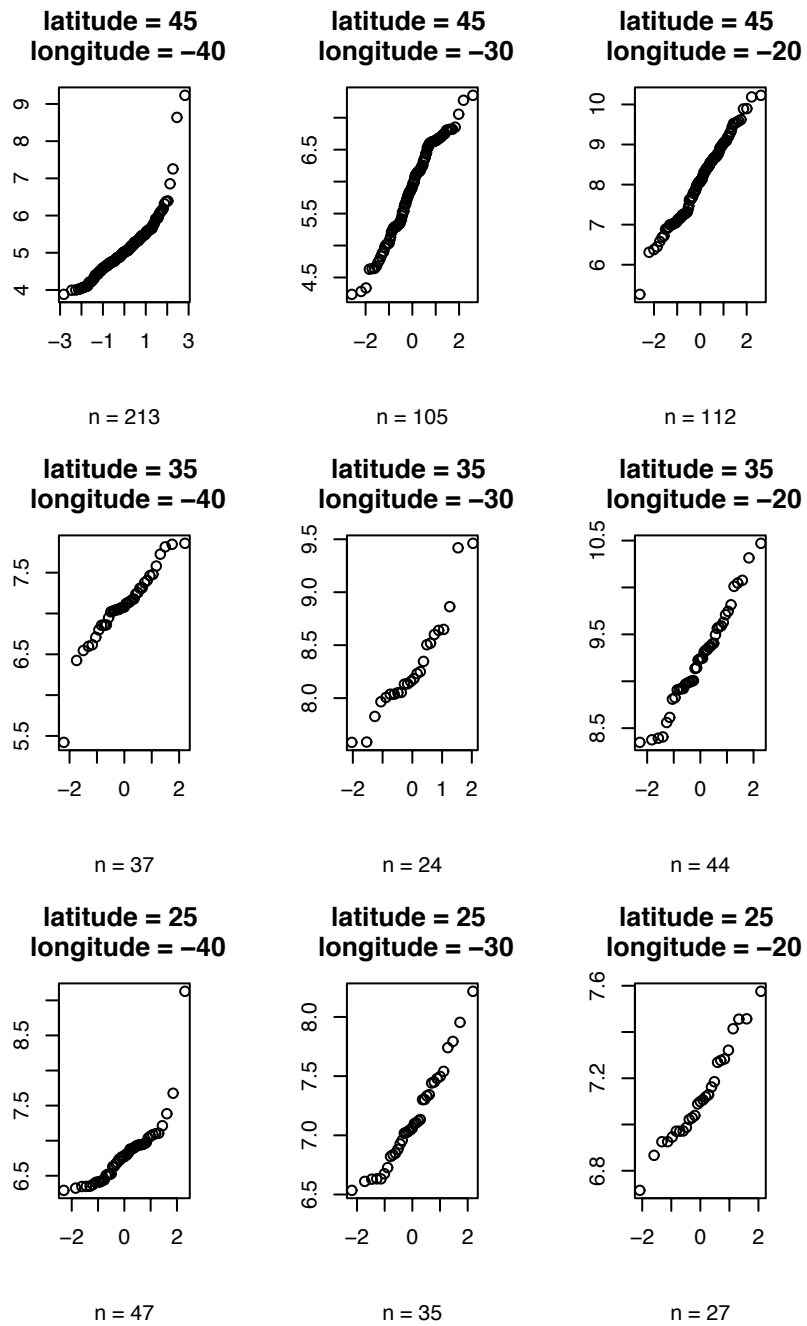 latitude = 45
longitude = −40
4 5 6 7 8 9
−3 −1 1 3
n = 213
latitude = 45
longitude = −30
4.5 5.5 6.5
−2 0 2
n = 105
latitude = 45
longitude = −20
6 7 8 9 10
−2 0 2
n = 112
latitude = 35
longitude = −40
5.5 6.5 7.5
−2 0 2
n = 37
latitude = 35
longitude = −30
8.0 8.5 9.0 9.5
−2 0 1 2
n = 24
latitude = 35
longitude = −20
8.5 9.5 10.5
−2 0 2
n = 44
latitude = 25
longitude = −40
6.5 7.5 8.5
−2 0 2
n = 47
latitude = 25
longitude = −30
6.5 7.0 7.5 8.0
−2 0 2
n = 35
latitude = 25
longitude = −20
6.8 7.2 7.6
−2 0 2
n = 27